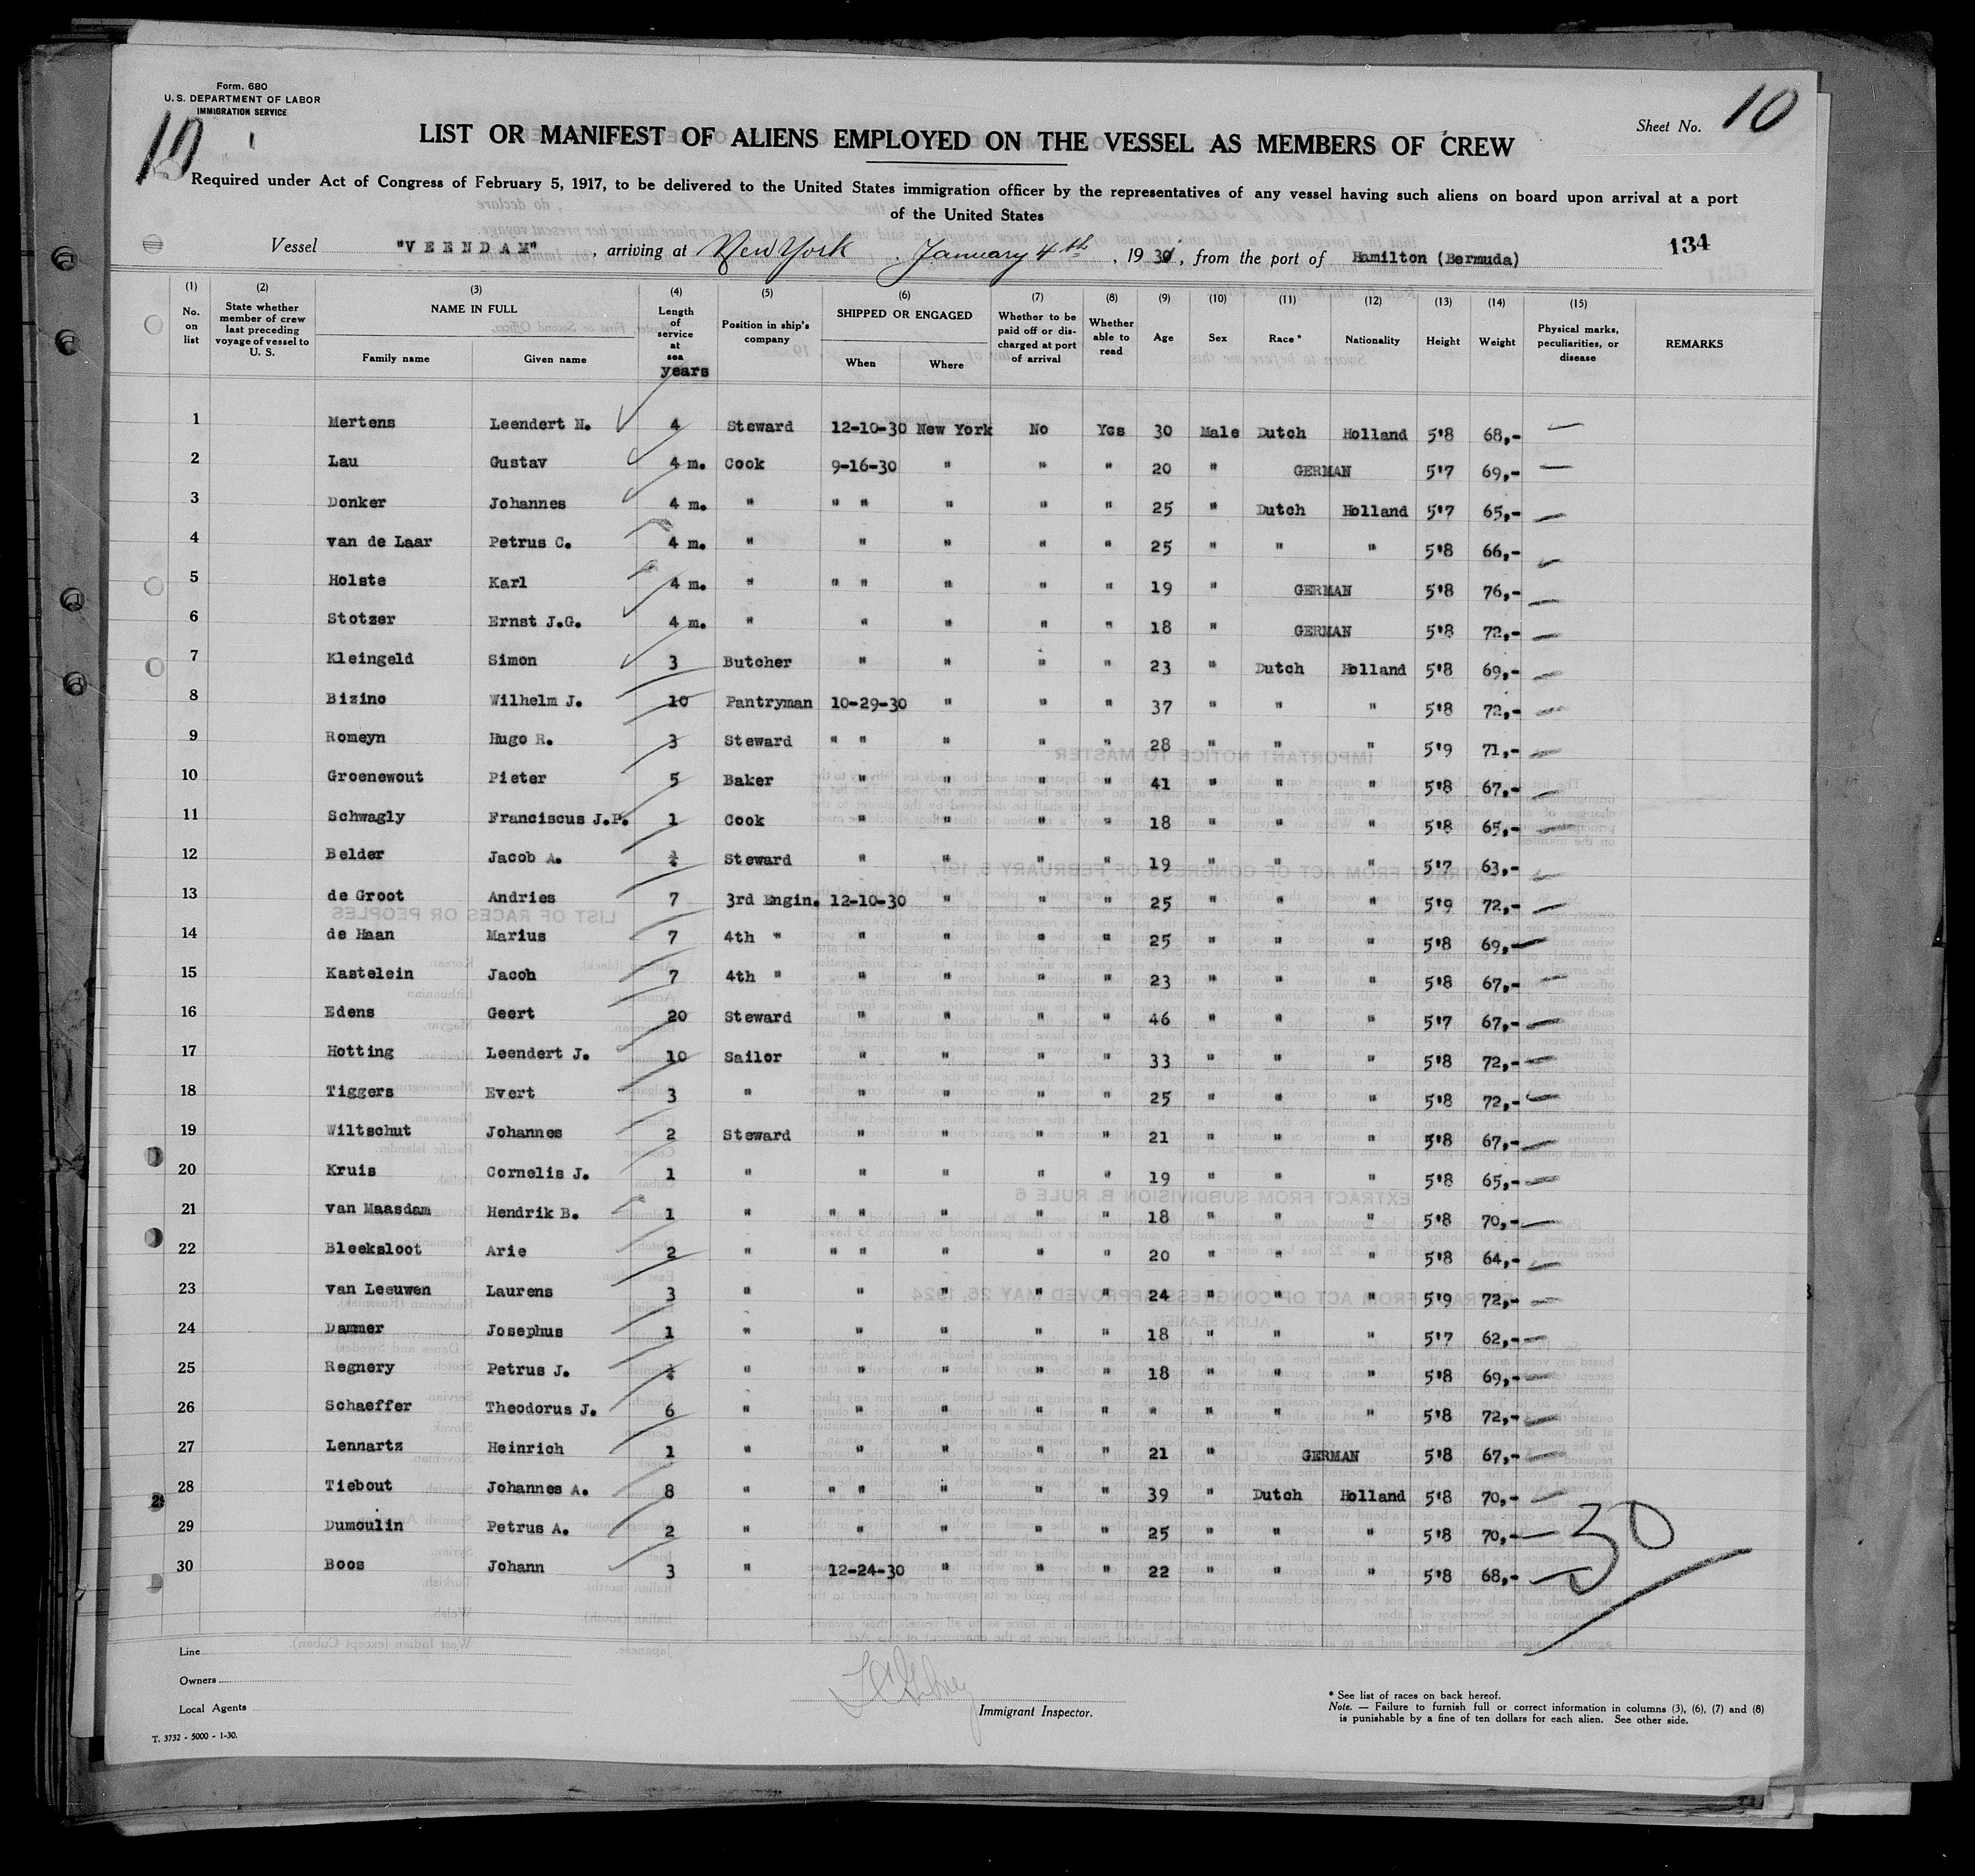 Form. 680
U. S. DEPARTMENT OF LABOR
IMMIGRATION SERVICE
10
Sheet No. 10
LIST OR MANIFEST OF ALIENS EMPLOYED ON THE VESSEL AS MEMBERS OF CREW
Required under Act of Congress of February 5, 1917, to be delivered to the United States immigration officer by the representatives of any vessel having such aliens on board upon arrival at a port
of the United States
Vessel "VEENDAM", arriving at New York, January 4th, 193, from the port of Hamilton (Bermuda) 134
(1) (2) (3) (4) (5) (6) (7) (8) (9) (10) (11) (12) (13) (14) (15)
No. on list State whether member of crew last preceding voyage of vessel to U. S. NAME IN FULL Family name Given name Length of service at sea years Position in ship's company SHIPPED OR ENGAGED When Where Whether to be paid off or discharged at port of arrival Whether able to read Age Sex Race * Nationality Height Weight Physical marks, peculiarities, or disease REMARKS
1 Mertens Leendert N. 4 Steward 12-10-30 New York No Yes 30 Male Dutch Holland 5'8 68,- —
2 Lau Gustav 4 m. Cook 9-16-30 " " " 20 " GERMAN 5'7 69,- —
3 Donker Johannes 4 m. " " " " " " 25 " Dutch Holland 5'7 65,- —
4 van de Laar Petrus C. 4 m. " " " " " 25 " " " 5'8 66,- —
5 Holste Karl 4 m. " " " " " " 19 " GERMAN 5'8 76,- —
6 Stotzer Ernst J.G. 4 m. " " " " " 18 " GERMAN 5'8 72,- —
7 Kleingeld Simon 3 Butcher " " " " 23 " Dutch Holland 5'8 69,- —
8 Bizino Wilhelm J. 10 Pantryman 10-29-30 " " " 37 " " " 5'8 72,- —
9 Romeyn Hugo R. 3 Steward " " " " " 28 " " " 5'9 71,- —
10 Groenewout Pieter 5 Baker " " " " 41 " " " 5'8 67,- —
11 Schwagly Franciscus J.P. 1 Cook " " " " 18 " " " 5'8 65,- —
12 Belder Jacob A. Steward " " " " 19 " " " 5'7 63,- —
13 de Groot Andries 7 3rd Engin. 12-10-30 " " " 25 " " " 5'9 72,- —
14 de Haan Marius 7 4th " " " " " 25 " " " 5'8 69,- —
15 Kastelein Jacob 7 4th " " " " " 23 " " " 5'8 67,- —
16 Edens Geert 20 Steward " " " " 46 " " " 5'7 67,- —
17 Hotting Leendert J. 10 Sailor " " " " 33 " " " 5'8 72,- —
18 Tiggers Evert 3 " " " " " 25 " " " 5'8 72,- —
19 Wiltschut Johannes 2 Steward " " " " 21 " " " 5'8 67,- —
20 Kruis Cornelis J. 1 " " " " " 19 " " " 5'8 65,- —
21 van Maasdam Hendrik B. 1 " " " " " " 18 " " " 5'8 70,- —
22 Bleeksloot Arie 2 " " " " " " 20 " " " 5'8 64,- —
23 van Leeuwen Laurens 3 " " " " " 24 " " " 5'9 72,- —
24 Dammer Josephus 1 " " " " " 18 " " " 5'7 62,- —
25 Regnery Petrus J. " " " " " 18 " " " 5'8 69,- —
26 Schaeffer Theodorus J. 6 " " " " " " " " " 5'8 72,- —
27 Lennartz Heinrich 1 " " " " " 21 " GERMAN 5'8 67,- —
28 Tiebout Johannes A. 8 " " " " " " 39 " Dutch Holland 5'8 70,- —
29 Dumoulin Petrus A. 2 " " " " " 25 " " " 5'8 70,- —
30 Boos Johann 3 " 12-24-30 " " " 22 " " " 5'8 68,- —
30
Line
Owners
Local Agents
Immigrant Inspector.
* See list of races on back hereof.
Note. — Failure to furnish full or correct information in columns (3), (6), (7) and (8)
is punishable by a fine of ten dollars for each alien. See other side.
T. 3732 - 5000 - 1-30.